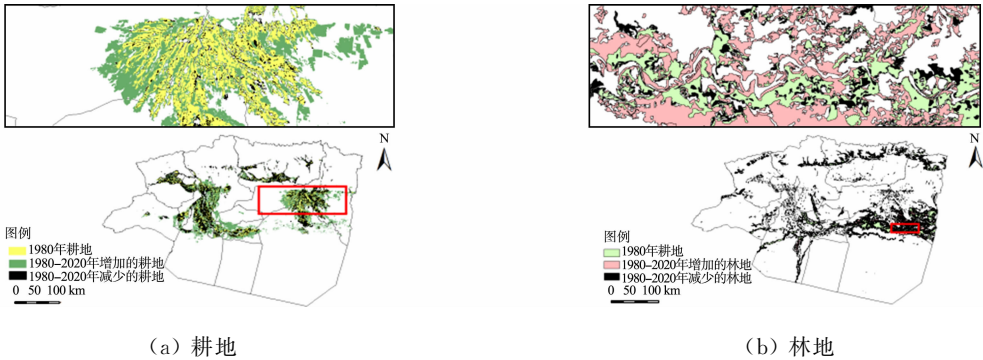 N
图例
1980年耕地
1980–2020年增加的耕地
1980–2020年减少的耕地
0 50 100 km
(a) 耕地
N
图例
1980年耕地
1980–2020年增加的林地
1980–2020年减少的林地
0 50 100 km
(b) 林地